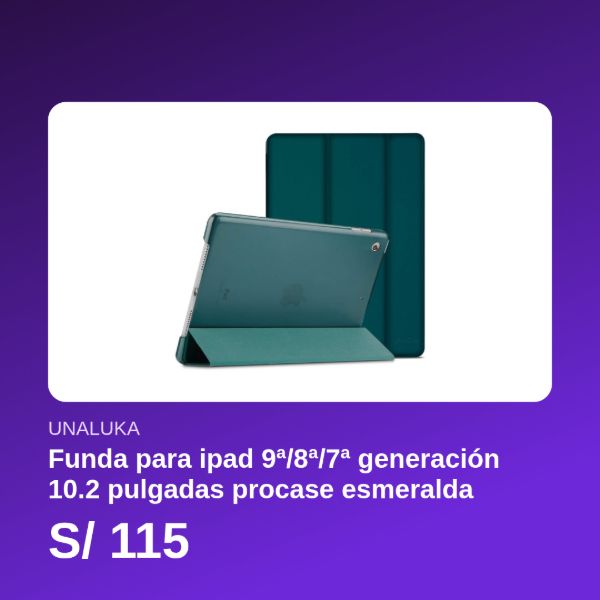 UNALUKA
Funda para ipad 9ª/8ª/7ª generación
10.2 pulgadas procase esmeralda
S/ 115